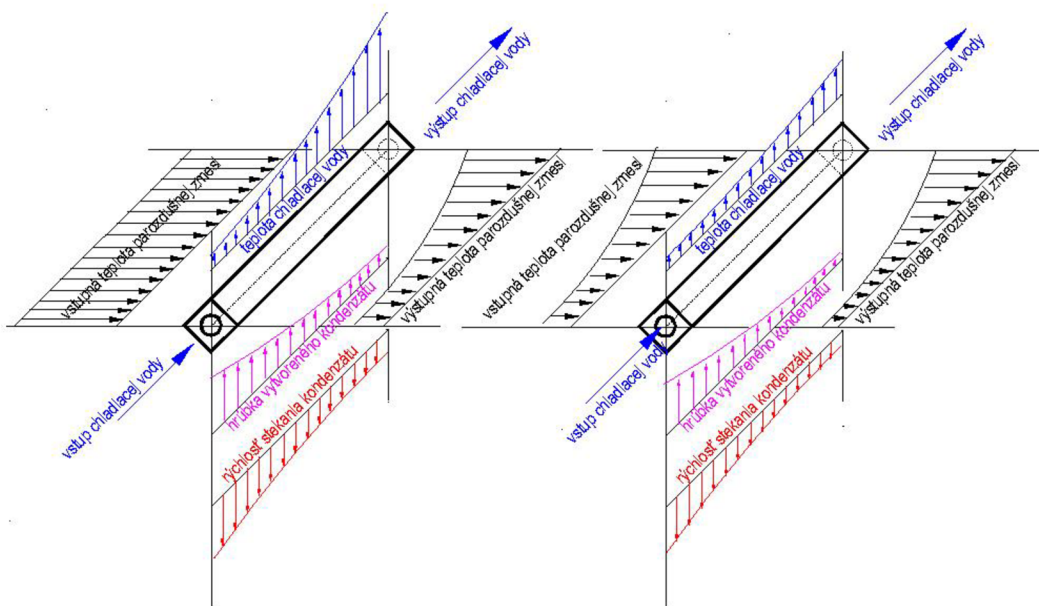 výstup chladiacej vody
teplota chladiacej vody
vstupná teplota parozdušnej zmesi
výstupná teplota parozdušnej zmesi
hrúbka vytvoreného kondenzátu
rýchlosť stekania kondenzátu
vstup chladiacej vody
výstup chladiacej vody
teplota chladiacej vody
vstupná teplota parozdušnej zmesi
výstupná teplota parozdušnej zmesi
hrúbka vytvoreného kondenzátu
rýchlosť stekania kondenzátu
vstup chladiacej vody